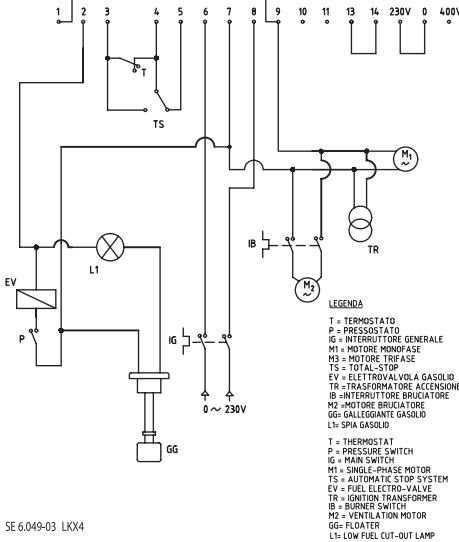 1 2 3 4 5 6 7 8 9 10 11 13 14 230V 0 400V
T
TS
M1
~
EV
L1
IB
TR
M2
~
P
IG
0 ~ 230V
GG
LEGENDA
T = TERMOSTATO
P = PRESSOSTATO
IG = INTERRUTTORE GENERALE
M1 = MOTORE MONOFASE
M3 = MOTORE TRIFASE
TS = TOTAL-STOP
EV = ELETTROVALVOLA GASOLIO
TR =TRASFORMATORE ACCENSIONE
IB =INTERRUTTORE BRUCIATORE
M2 =MOTORE BRUCIATORE
GG= GALLEGGIANTE GASOLIO
L1= SPIA GASOLIO
T = THERMOSTAT
P = PRESSURE SWITCH
IG = MAIN SWITCH
M1 = SINGLE-PHASE MOTOR
TS = AUTOMATIC STOP SYSTEM
EV = FUEL ELECTRO-VALVE
TR = IGNITION TRANSFORMER
IB = BURNER SWITCH
M2 = VENTILATION MOTOR
GG= FLOATER
L1= LOW FUEL CUT-OUT LAMP
SE 6.049-03 LKX4